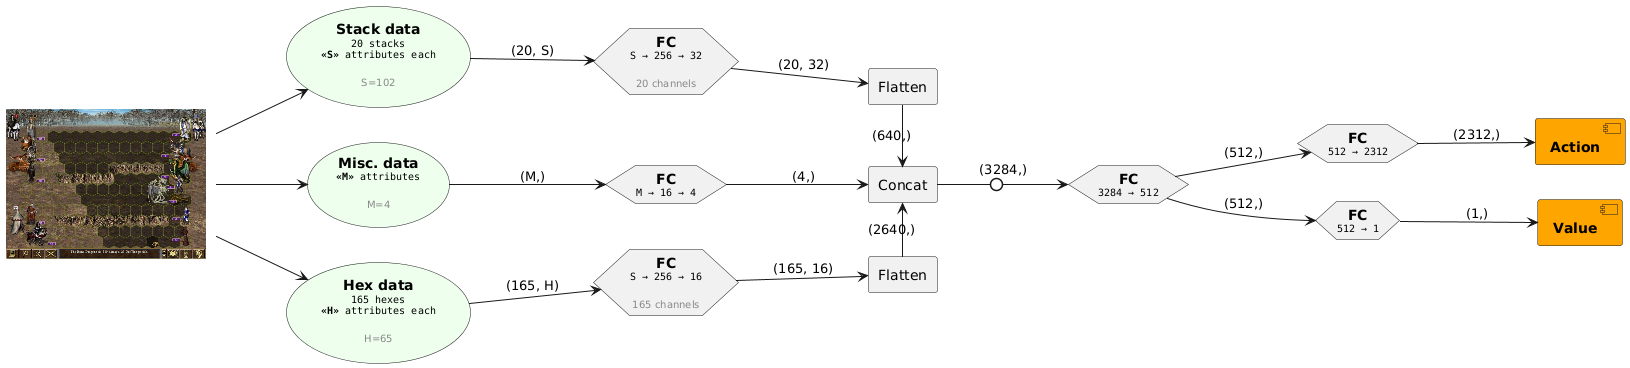 Stack data
20 stacks
«S» attributes each
S=102
(20, S)
FC
S → 256 → 32
20 channels
(20, 32)
Flatten
(640,)
Misc. data
«M» attributes
M=4
(M,)
FC
M → 16 → 4
(4,)
Concat
(3284,)
FC
3284 → 512
(512,)
FC
512 → 2312
(2312,)
Action
(512,)
FC
512 → 1
(1,)
Value
Hex data
165 hexes
«H» attributes each
H=65
(165, H)
FC
S → 256 → 16
165 channels
(165, 16)
Flatten
(2640,)